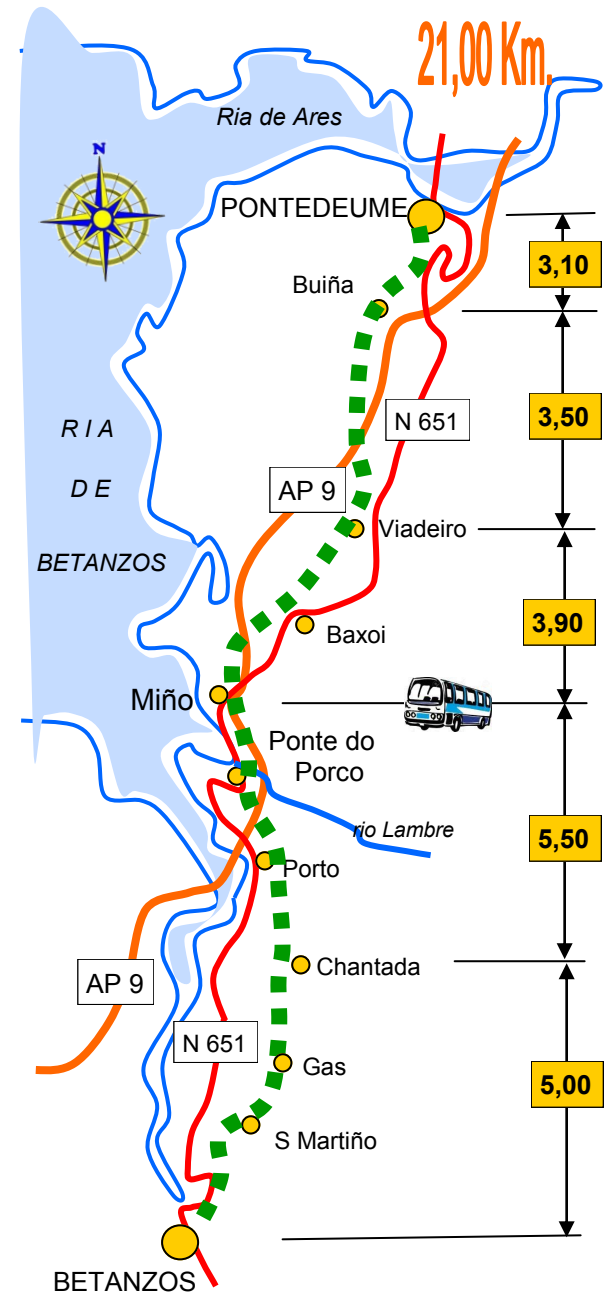 21,00 Km.
Ria de Ares
N
PONTEDEUME
3,10
Buiña
3,50
N 651
R I A
D E
BETANZOS
AP 9
Viadeiro
3,90
Baxoi
Miño
Ponte do
Porco
rio Lambre
5,50
Porto
Chantada
AP 9
N 651
Gas
5,00
S Martiño
BETANZOS